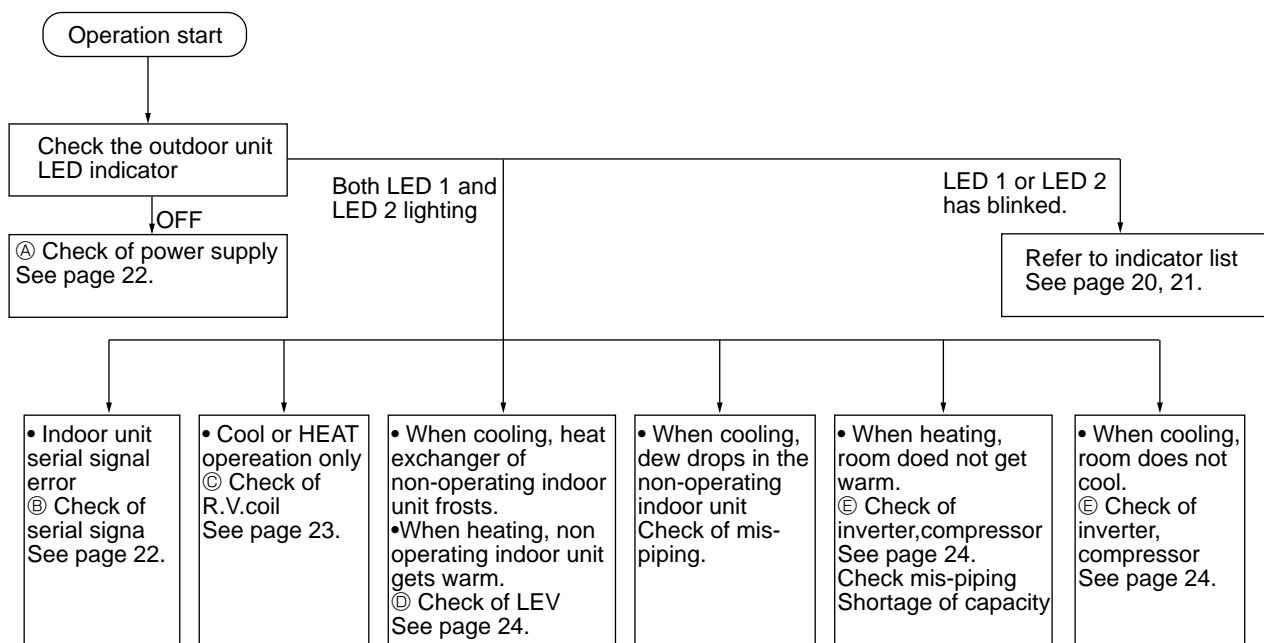 Operation start
Check the outdoor unit
LED indicator
OFF
Both LED 1 and
LED 2 lighting
LED 1 or LED 2
has blinked.
Ⓐ Check of power supply
See page 22.
Refer to indicator list
See page 20, 21.
• Indoor unit
serial signal
error
Ⓑ Check of
serial signa
See page 22.
• Cool or HEAT
opereation only
Ⓒ Check of
R.V.coil
See page 23.
• When cooling, heat
exchanger of
non-operating indoor
unit frosts.
•When heating, non
operating indoor unit
gets warm.
Ⓓ Check of LEV
See page 24.
• When cooling,
dew drops in the
non-operating
indoor unit
Check of mis-
piping.
• When heating,
room doed not get
warm.
Ⓔ Check of
inverter,compressor
See page 24.
Check mis-piping
Shortage of capacity
• When cooling,
room does not
cool.
Ⓔ Check of
inverter,
compressor
See page 24.